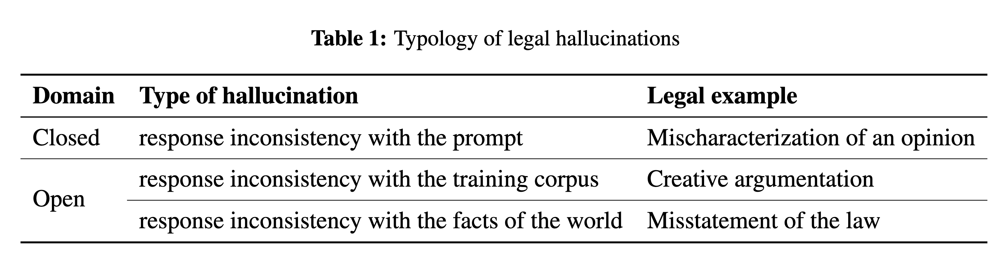 Table 1: Typology of legal hallucinations
Domain Type of hallucination Legal example
Closed response inconsistency with the prompt Mischaracterization of an opinion
Open
response inconsistency with the training corpus Creative argumentation
response inconsistency with the facts of the world Misstatement of the law